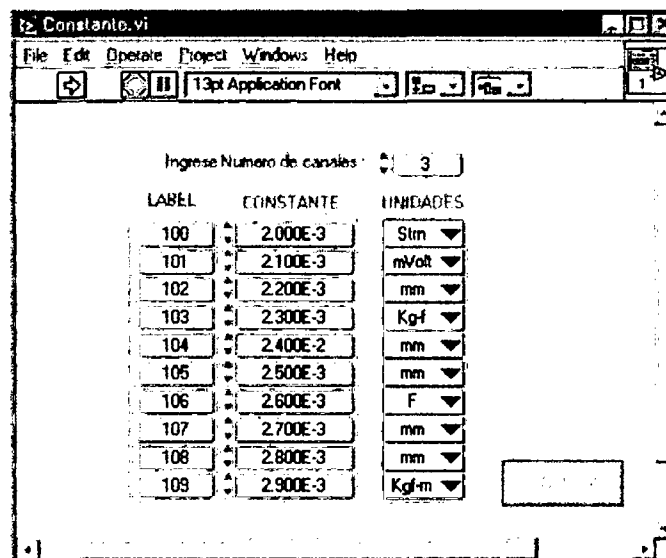 Constante.vi
File Edit Operate Project Windows Help
13pt Application Font
1
Ingrese Numero de canales : 3
LABEL CONSTANTE UNIDADES
100 2.000E-3 Strn
101 2.100E-3 mVolt
102 2.200E-3 mm
103 2.300E-3 Kg-f
104 2.400E-2 mm
105 2.500E-3 mm
106 2.600E-3 F
107 2.700E-3 mm
108 2.800E-3 mm
109 2.900E-3 Kgf-m